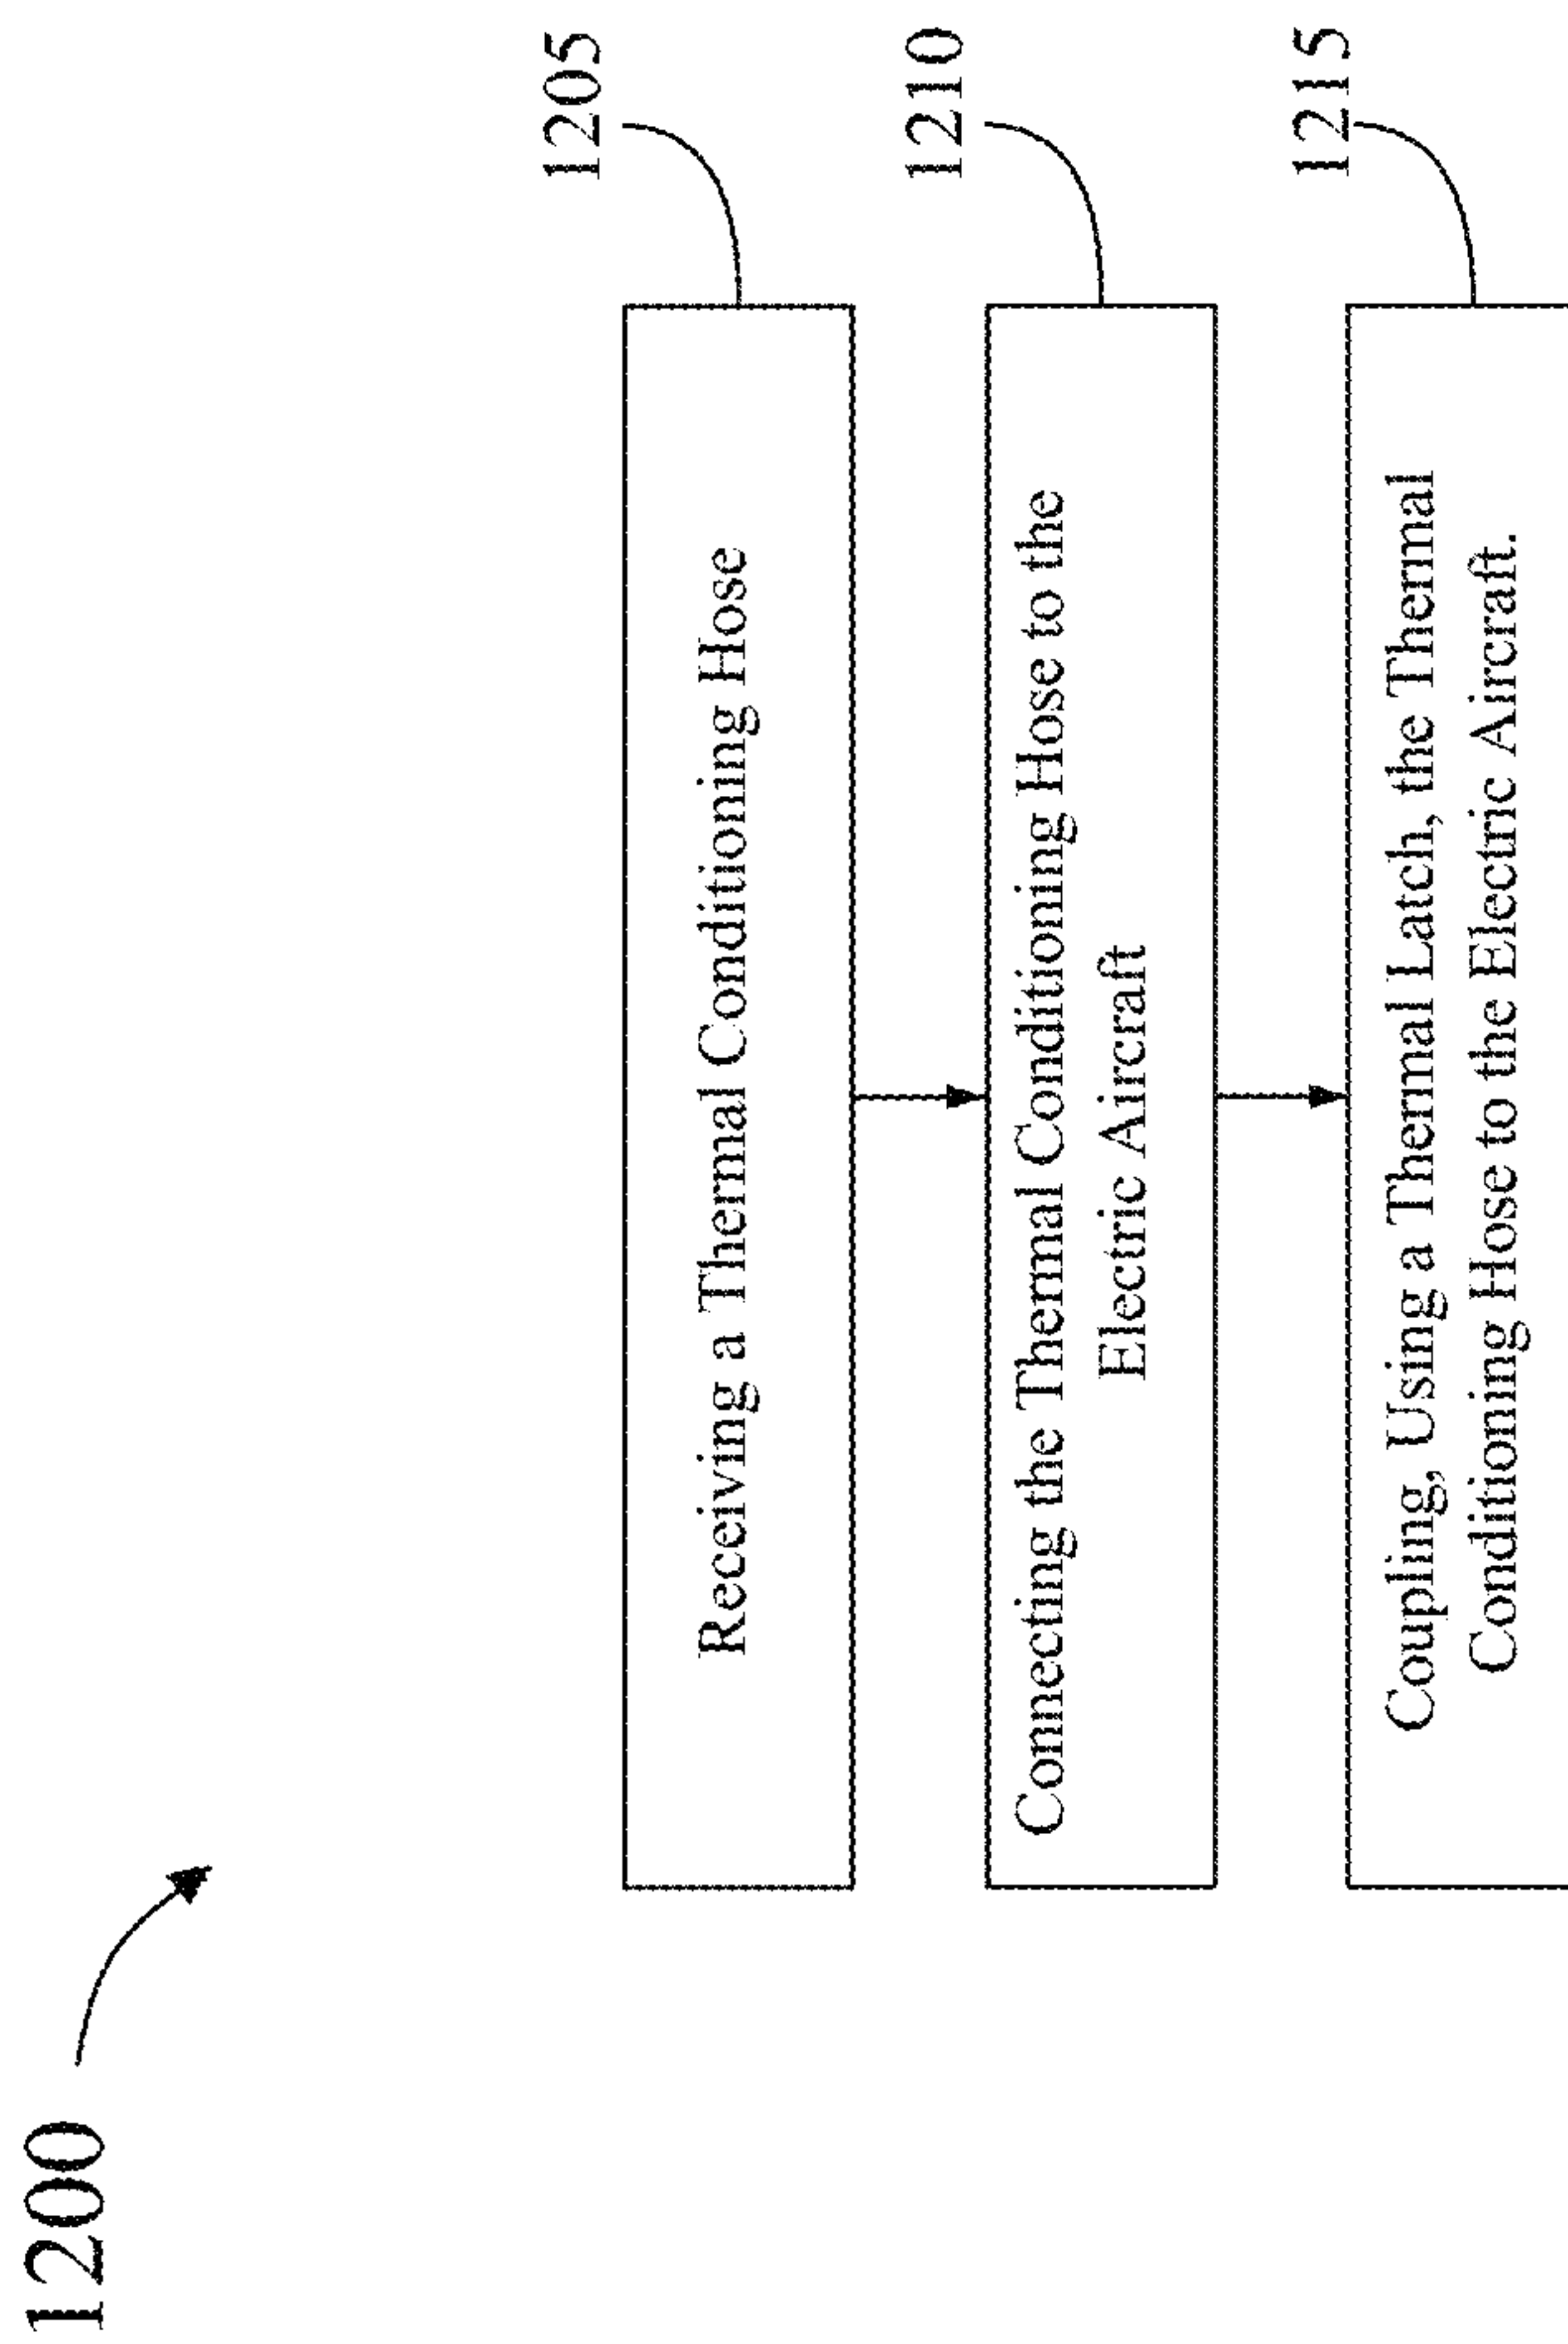 1200
1205
Receiving a Thermal Conditioning Hose
1210
Connecting the Thermal Conditioning Hose to the
Electric Aircraft
1215
Coupling, Using a Thermal Latch, the Thermal
Conditioning Hose to the Electric Aircraft.